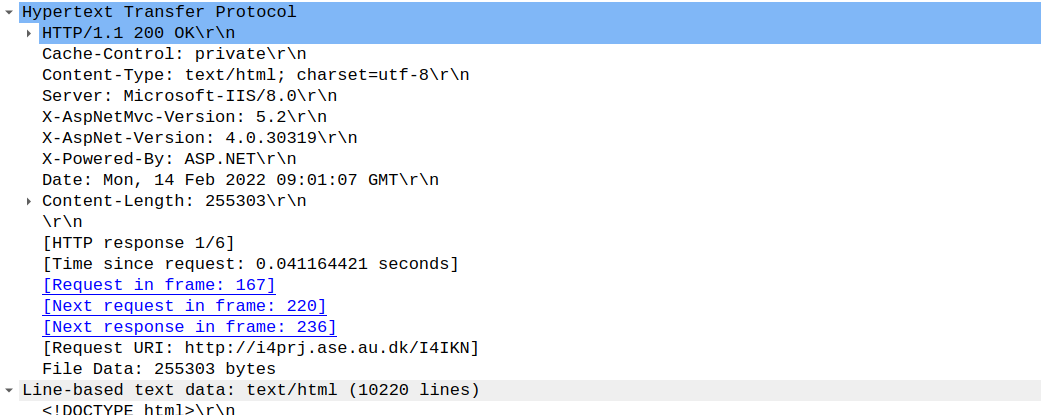 Hypertext Transfer Protocol
HTTP/1.1 200 OK\r\n
Cache-Control: private\r\n
Content-Type: text/html; charset=utf-8\r\n
Server: Microsoft-IIS/8.0\r\n
X-AspNetMvc-Version: 5.2\r\n
X-AspNet-Version: 4.0.30319\r\n
X-Powered-By: ASP.NET\r\n
Date: Mon, 14 Feb 2022 09:01:07 GMT\r\n
Content-Length: 255303\r\n
\r\n
[HTTP response 1/6]
[Time since request: 0.041164421 seconds]
[Request in frame: 167]
[Next request in frame: 220]
[Next response in frame: 236]
[Request URI: http://i4prj.ase.au.dk/I4IKN]
File Data: 255303 bytes
Line-based text data: text/html (10220 lines)
<!DOCTYPE html>\r\n